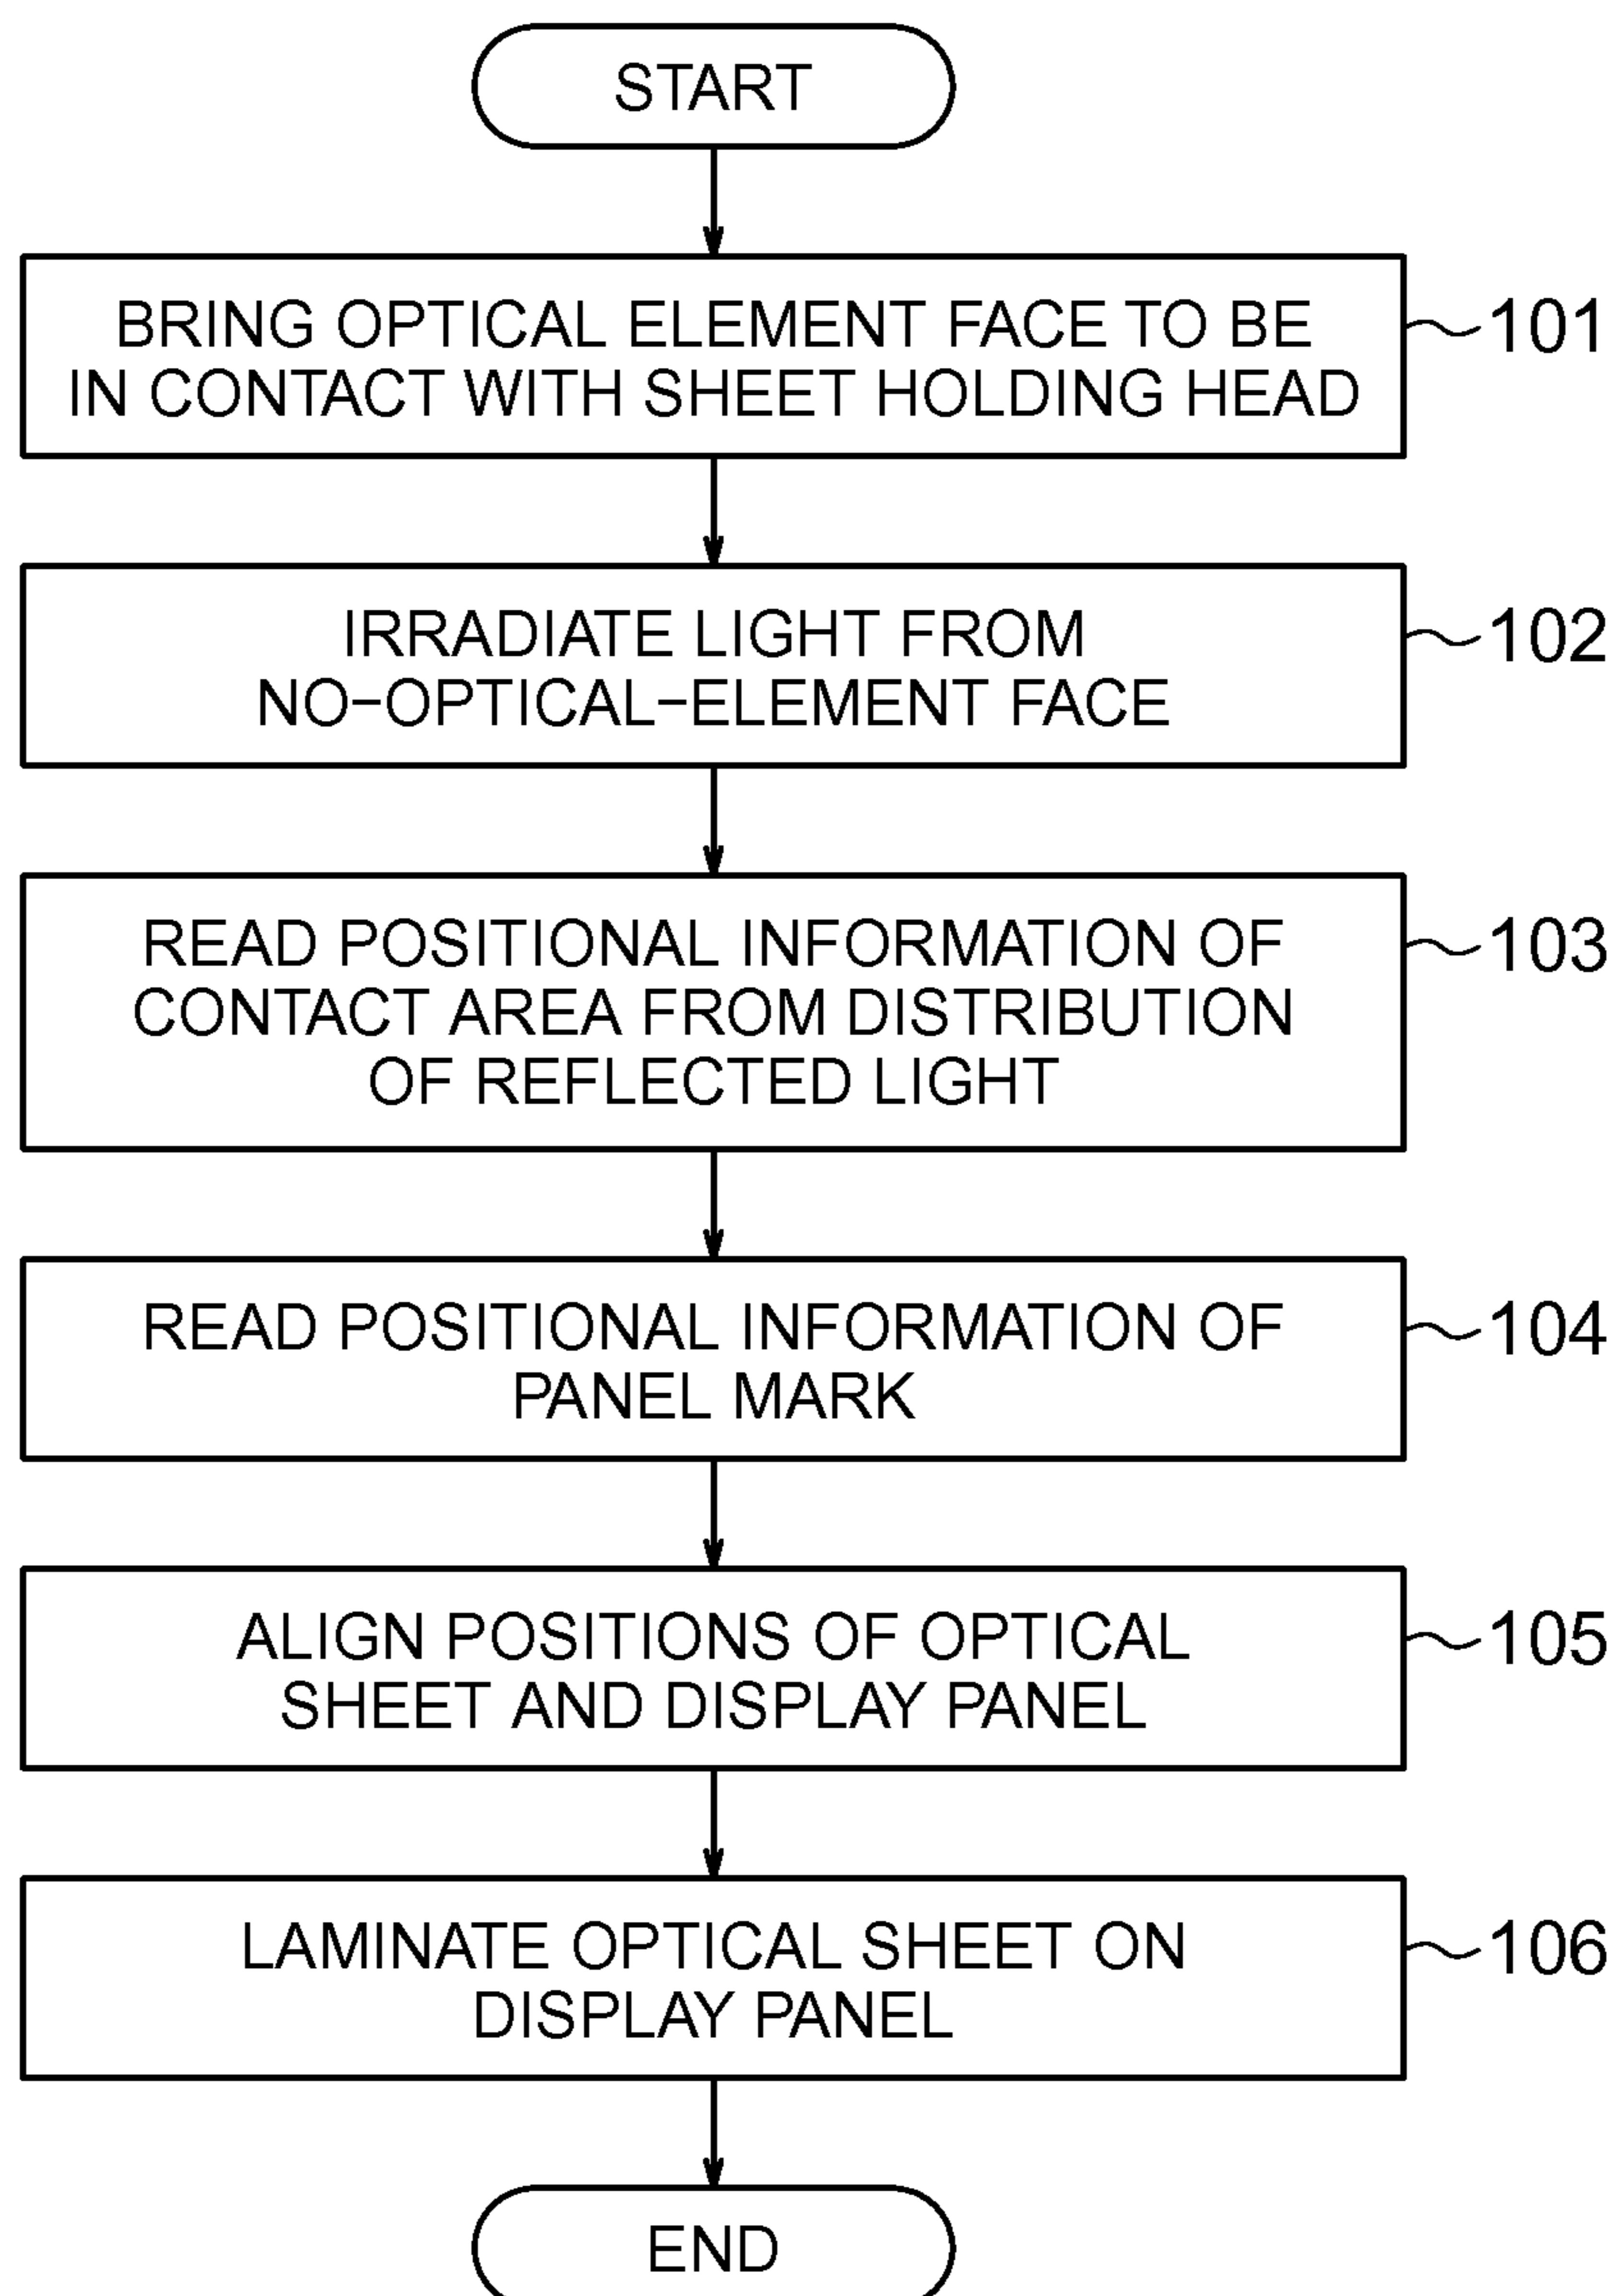 START
BRING OPTICAL ELEMENT FACE TO BE
IN CONTACT WITH SHEET HOLDING HEAD
101
IRRADIATE LIGHT FROM
NO-OPTICAL-ELEMENT FACE
102
READ POSITIONAL INFORMATION OF
CONTACT AREA FROM DISTRIBUTION
OF REFLECTED LIGHT
103
READ POSITIONAL INFORMATION OF
PANEL MARK
104
ALIGN POSITIONS OF OPTICAL
SHEET AND DISPLAY PANEL
105
LAMINATE OPTICAL SHEET ON
DISPLAY PANEL
106
END